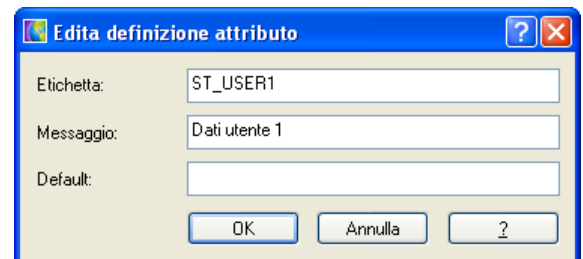 Edita definizione attributo
Etichetta: ST_USER1
Messaggio: Dati utente 1
Default:
OK Annulla ?